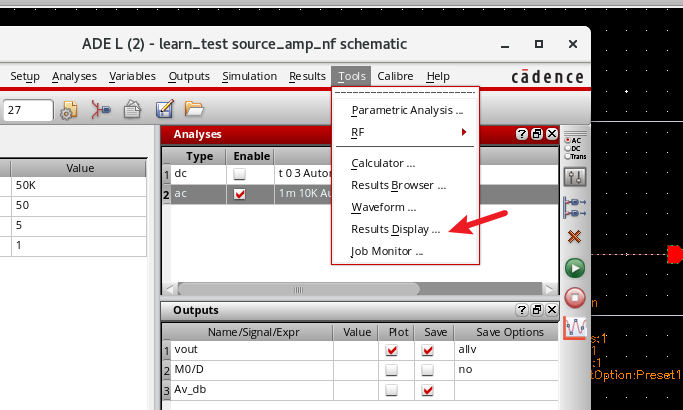 ADE L (2) - learn_test source_amp_nf schematic
Setup Analyses Variables Outputs Simulation Results Tools Calibre Help cādence
27
Parametric Analysis ...
RF
Calculator ...
Results Browser ...
Waveform ...
Results Display ...
Job Monitor ...
Value
50K
50
5
1
Analyses
Type Enable
1 dc t 0 3 Autor
2 ac 1m 10K Au
AC
DC
Trans
Outputs
Name/Signal/Expr Value Plot Save Save Options
1 vout allv
2 M0/D no
3 Av_db
n
s:1
1
:1
tOption:Preset1